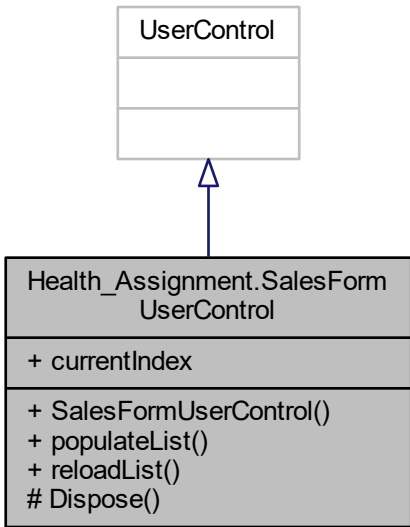 UserControl
Health_Assignment.SalesForm
UserControl
+ currentIndex
+ SalesFormUserControl()
+ populateList()
+ reloadList()
# Dispose()